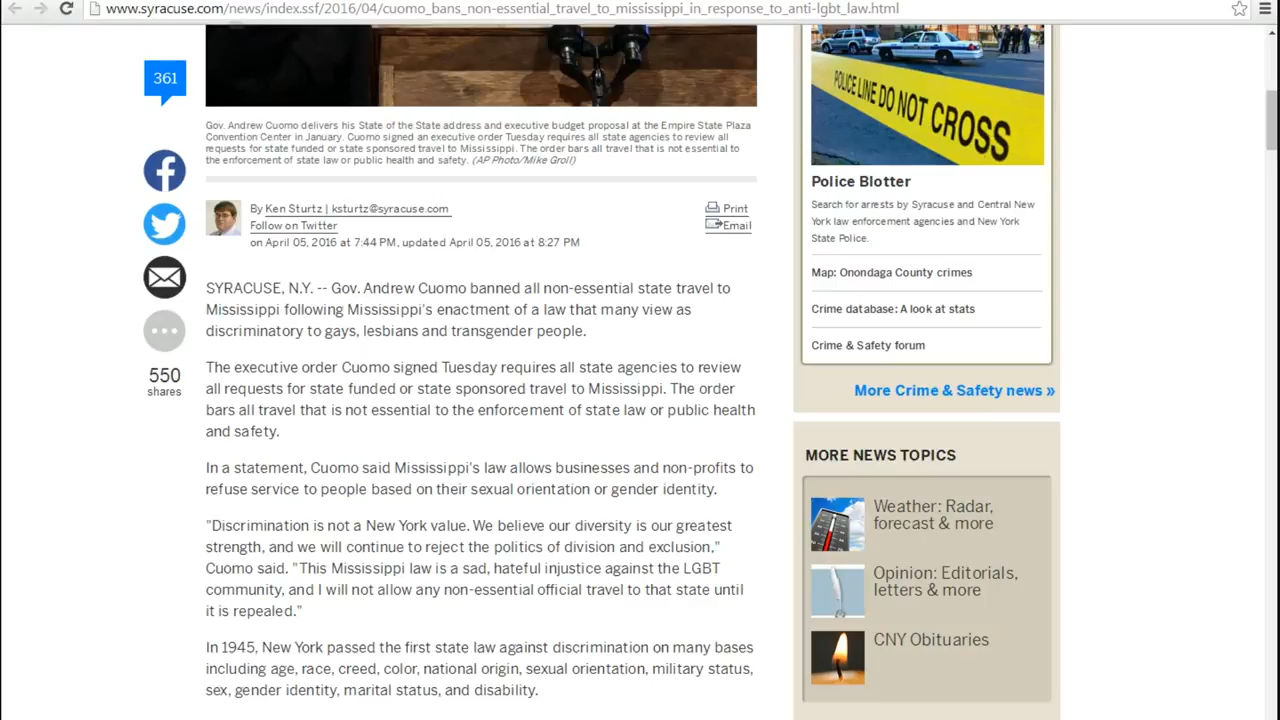 www.syracuse.com/news/index.ssf/2016/04/cuomo_bans_non-essential_travel_to_mississippi_in_response_to_anti-lgbt_law.html
361
Gov. Andrew Cuomo delivers his State of the State address and executive budget proposal at the Empire State Plaza
Convention Center in January. Cuomo signed an executive order Tuesday requires all state agencies to review all
requests for state funded or state sponsored travel to Mississippi. The order bars all travel that is not essential to
the enforcement of state law or public health and safety. (AP Photo/Mike Groll)
By Ken Sturtz | ksturtz@syracuse.com
Follow on Twitter
on April 05, 2016 at 7:44 PM, updated April 05, 2016 at 8:27 PM
Print
Email
550
shares
SYRACUSE, N.Y. -- Gov. Andrew Cuomo banned all non-essential state travel to
Mississippi following Mississippi's enactment of a law that many view as
discriminatory to gays, lesbians and transgender people.
The executive order Cuomo signed Tuesday requires all state agencies to review
all requests for state funded or state sponsored travel to Mississippi. The order
bars all travel that is not essential to the enforcement of state law or public health
and safety.
In a statement, Cuomo said Mississippi's law allows businesses and non-profits to
refuse service to people based on their sexual orientation or gender identity.
"Discrimination is not a New York value. We believe our diversity is our greatest
strength, and we will continue to reject the politics of division and exclusion,"
Cuomo said. "This Mississippi law is a sad, hateful injustice against the LGBT
community, and I will not allow any non-essential official travel to that state until
it is repealed."
In 1945, New York passed the first state law against discrimination on many bases
including age, race, creed, color, national origin, sexual orientation, military status,
sex, gender identity, marital status, and disability.
POLICE LINE DO NOT CROSS
Police Blotter
Search for arrests by Syracuse and Central New
York law enforcement agencies and New York
State Police.
Map: Onondaga County crimes
Crime database: A look at stats
Crime & Safety forum
More Crime & Safety news »
MORE NEWS TOPICS
Weather: Radar,
forecast & more
Opinion: Editorials,
letters & more
CNY Obituaries